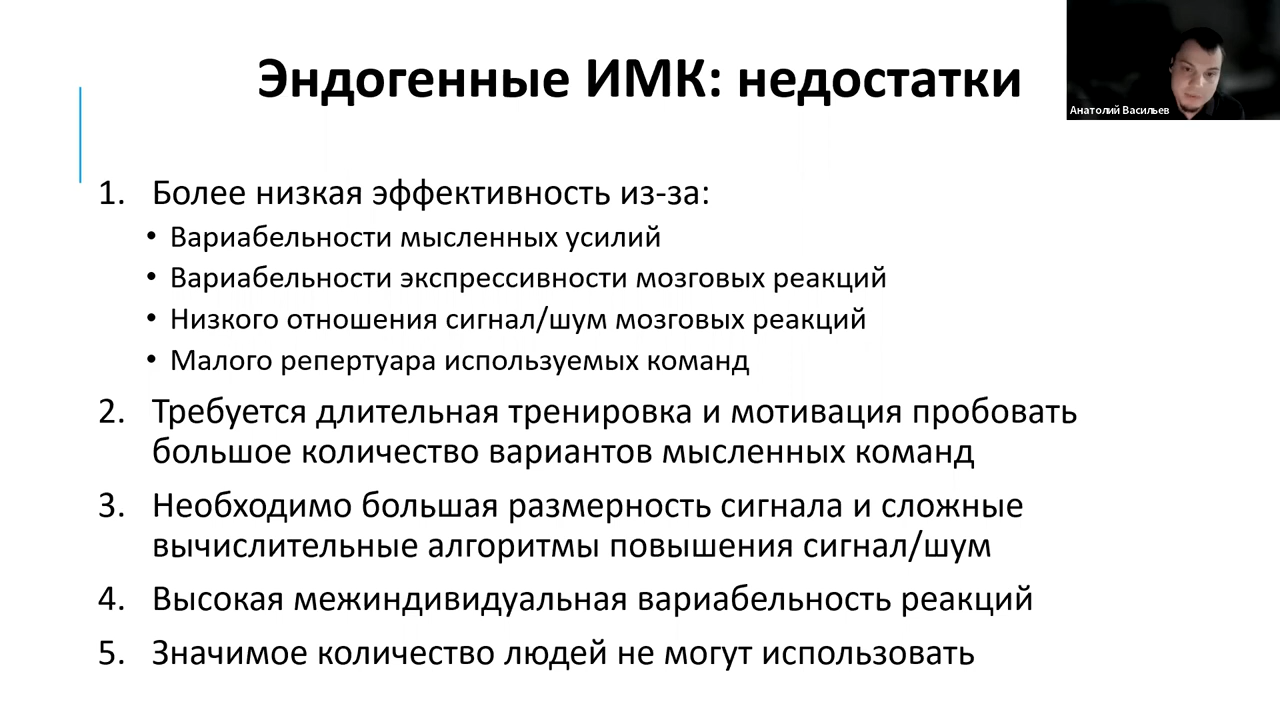 Эндогенные ИМК: недостатки
Анатолий Васильев
1. Более низкая эффективность из-за:
• Вариабельности мысленных усилий
• Вариабельности экспрессивности мозговых реакций
• Низкого отношения сигнал/шум мозговых реакций
• Малого репертуара используемых команд
2. Требуется длительная тренировка и мотивация пробовать
большое количество вариантов мысленных команд
3. Необходимо большая размерность сигнала и сложные
вычислительные алгоритмы повышения сигнал/шум
4. Высокая межиндивидуальная вариабельность реакций
5. Значимое количество людей не могут использовать